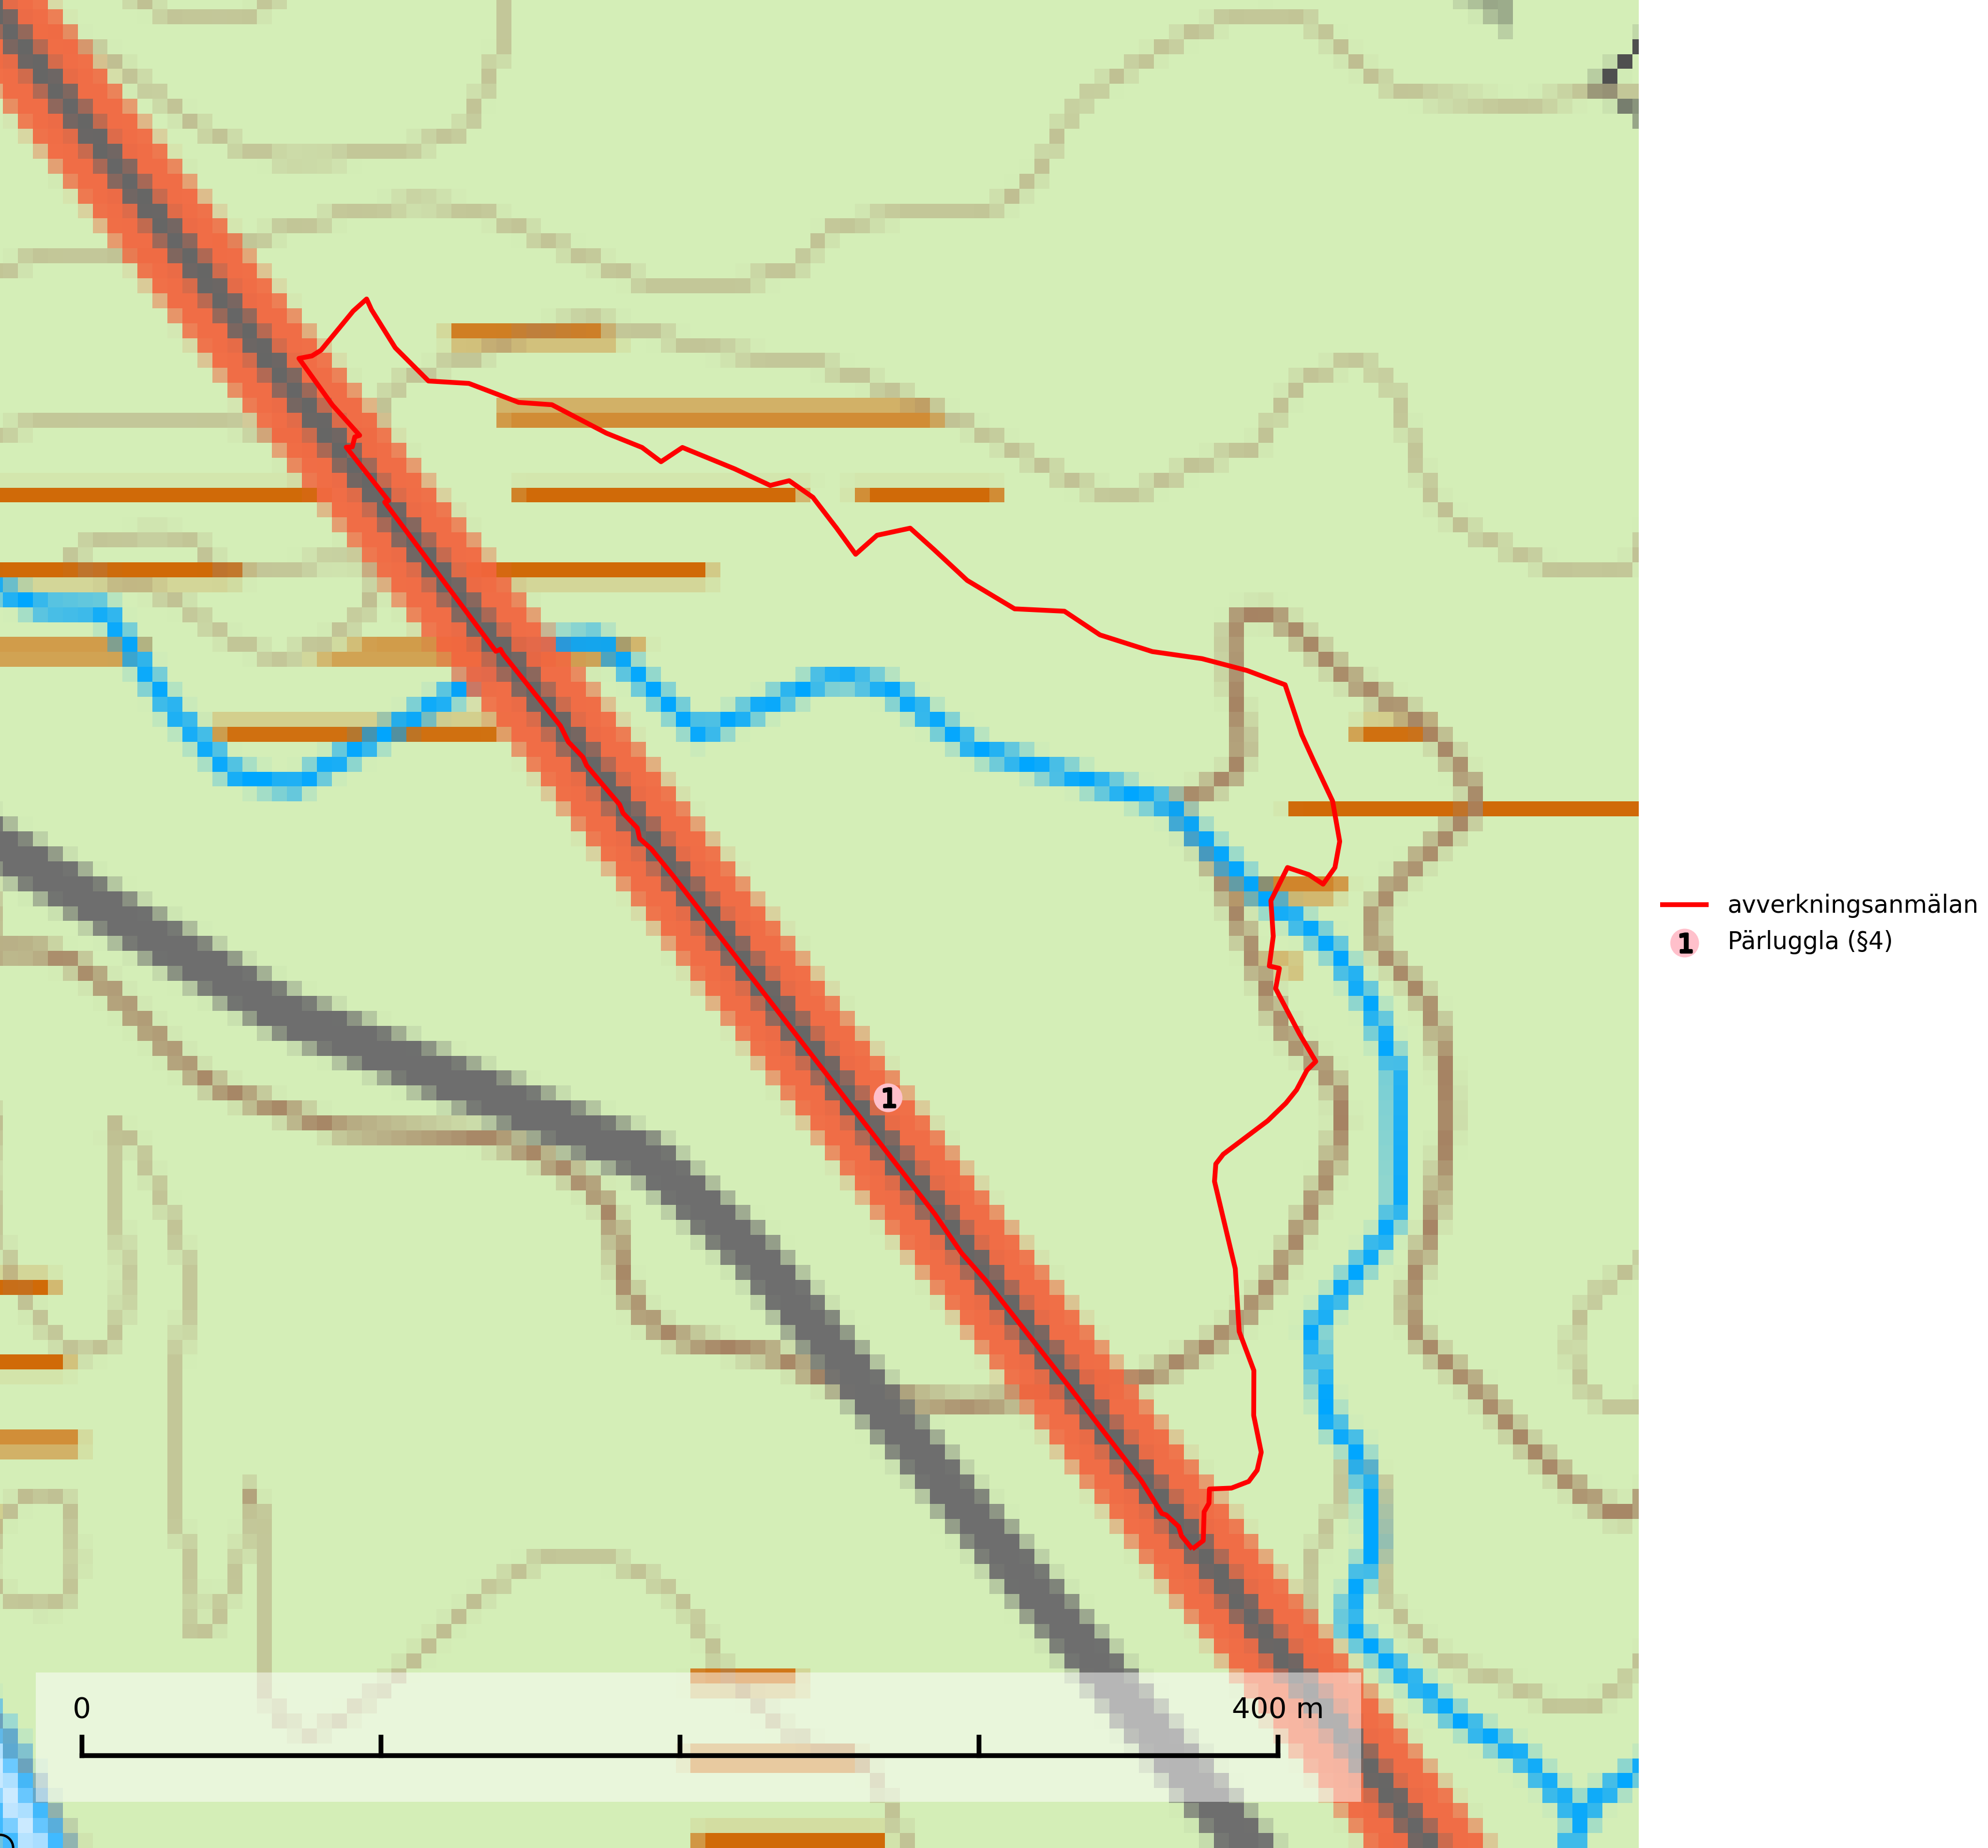 avverkningsanmälan
1 Pärluggla (§4)
1
0 400 m